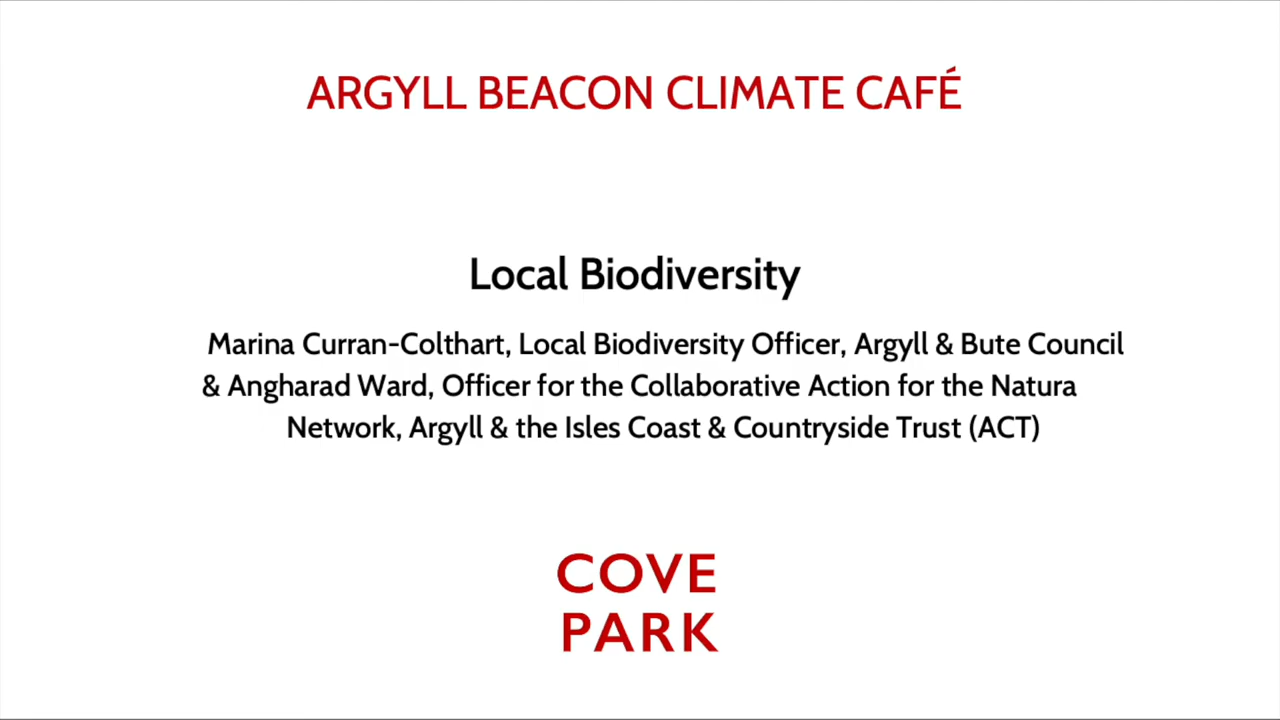 ARGYLL BEACON CLIMATE CAFÉ
Local Biodiversity
Marina Curran-Colthart, Local Biodiversity Officer, Argyll & Bute Council
& Angharad Ward, Officer for the Collaborative Action for the Natura
Network, Argyll & the Isles Coast & Countryside Trust (ACT)
COVE
PARK